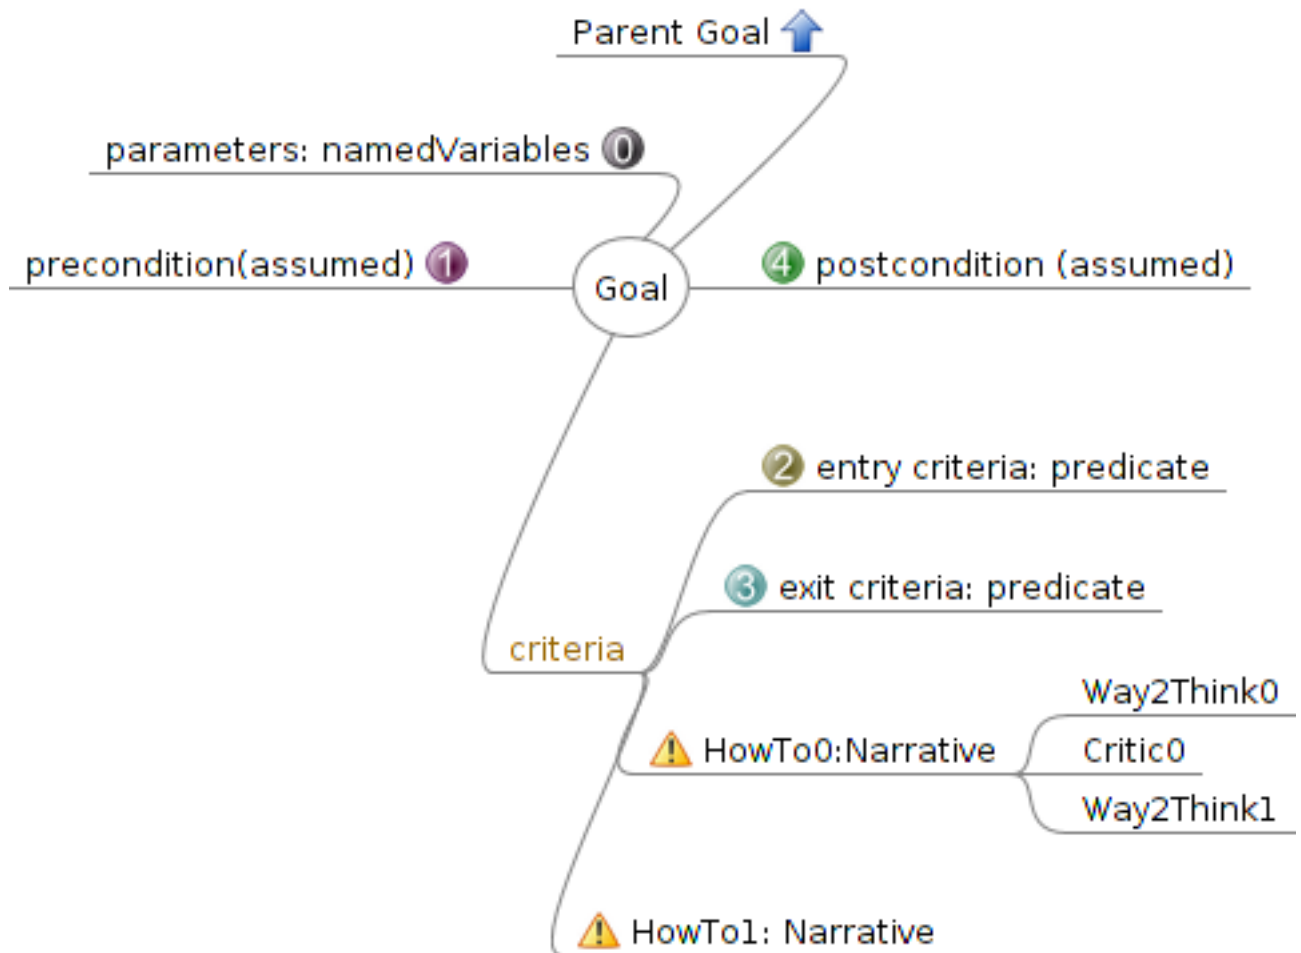 Parent Goal
parameters: namedVariables 0
precondition(assumed) 1
Goal
4 postcondition (assumed)
2 entry criteria: predicate
3 exit criteria: predicate
criteria
Way2Think0
HowTo0:Narrative
Critic0
Way2Think1
HowTo1: Narrative